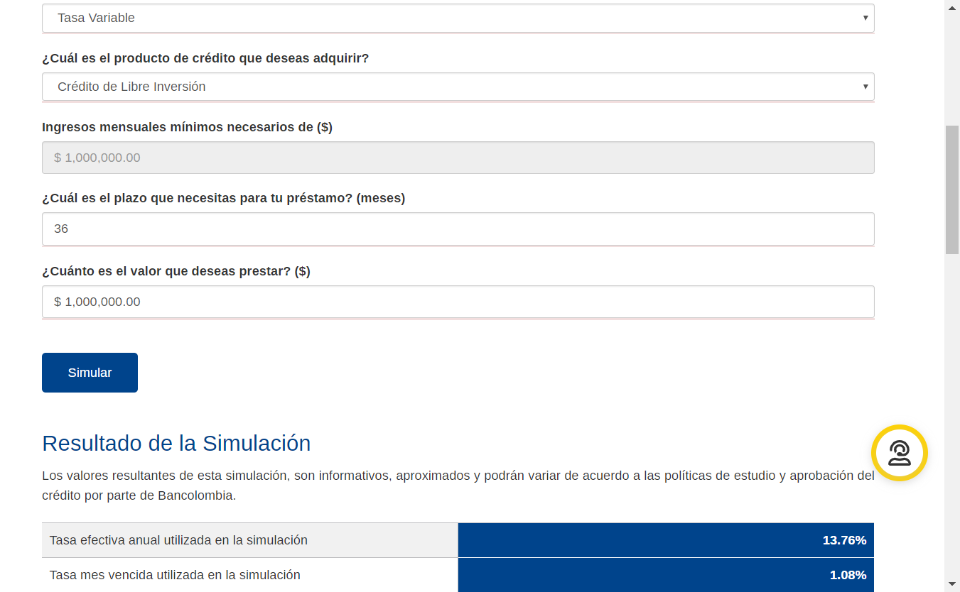 Tasa Variable
¿Cuál es el producto de crédito que deseas adquirir?
Crédito de Libre Inversión
Ingresos mensuales mínimos necesarios de ($)
$ 1,000,000.00
¿Cuál es el plazo que necesitas para tu préstamo? (meses)
36
¿Cuánto es el valor que deseas prestar? ($)
$ 1,000,000.00
Simular
Resultado de la Simulación
Los valores resultantes de esta simulación, son informativos, aproximados y podrán variar de acuerdo a las políticas de estudio y aprobación del
crédito por parte de Bancolombia.
Tasa efectiva anual utilizada en la simulación 13.76%
Tasa mes vencida utilizada en la simulación 1.08%